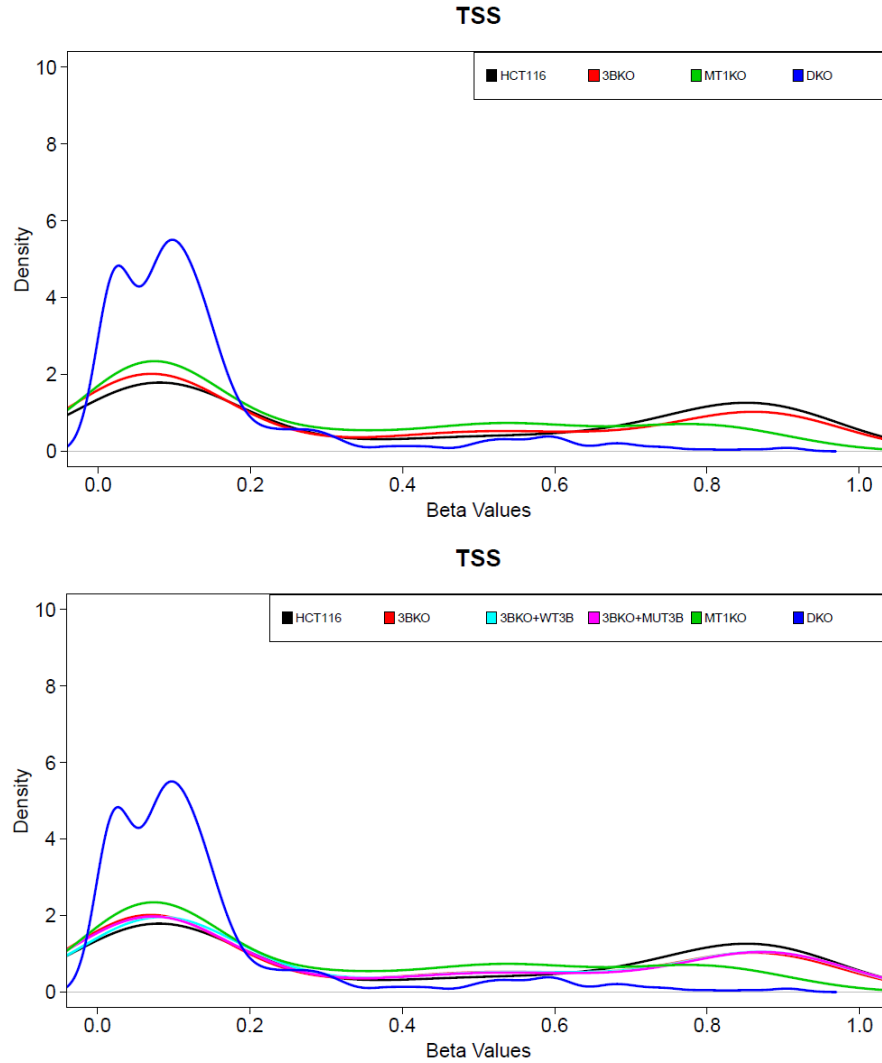 TSS
HCT116 3BKO MT1KO DKO
10
8
6
4
2
0
Density
0.0 0.2 0.4 0.6 0.8 1.0
Beta Values
TSS
HCT116 3BKO 3BKO+WT3B 3BKO+MUT3B MT1KO DKO
10
8
6
4
2
0
Density
0.0 0.2 0.4 0.6 0.8 1.0
Beta Values